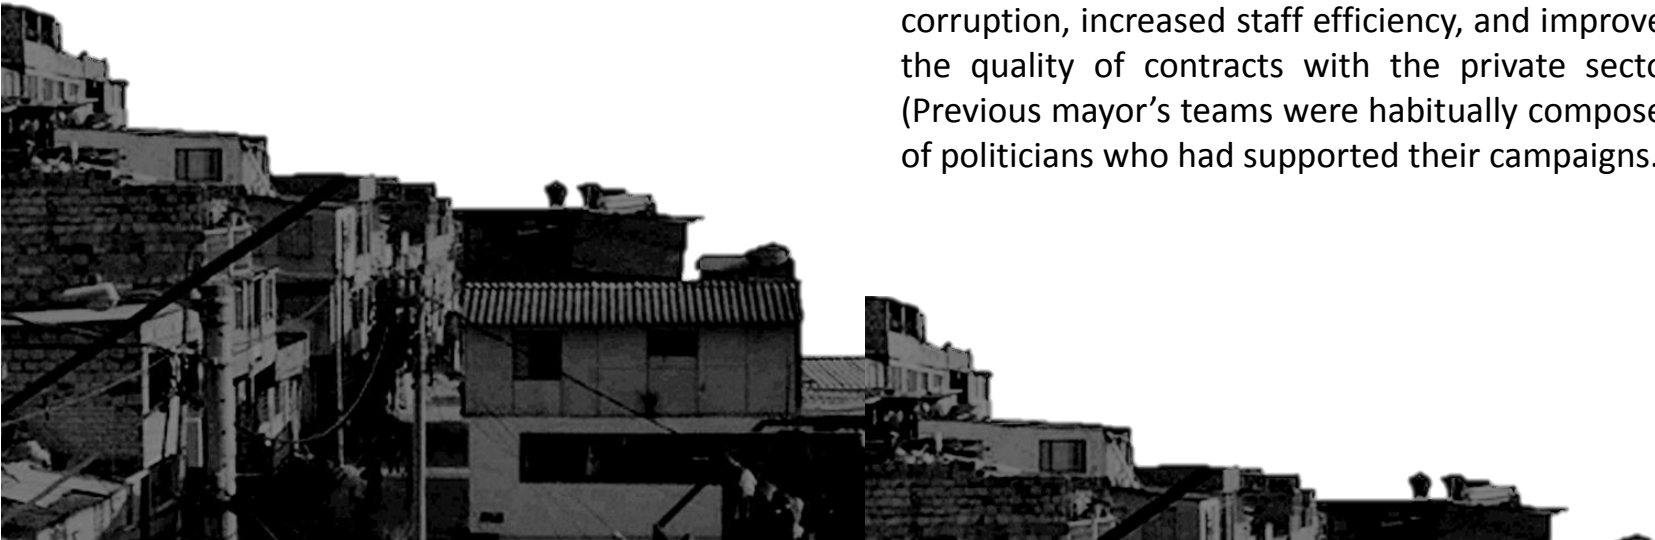 corruption, increased staff efficiency, and improve
the quality of contracts with the private secto
(Previous mayor’s teams were habitually compose
of politicians who had supported their campaigns.